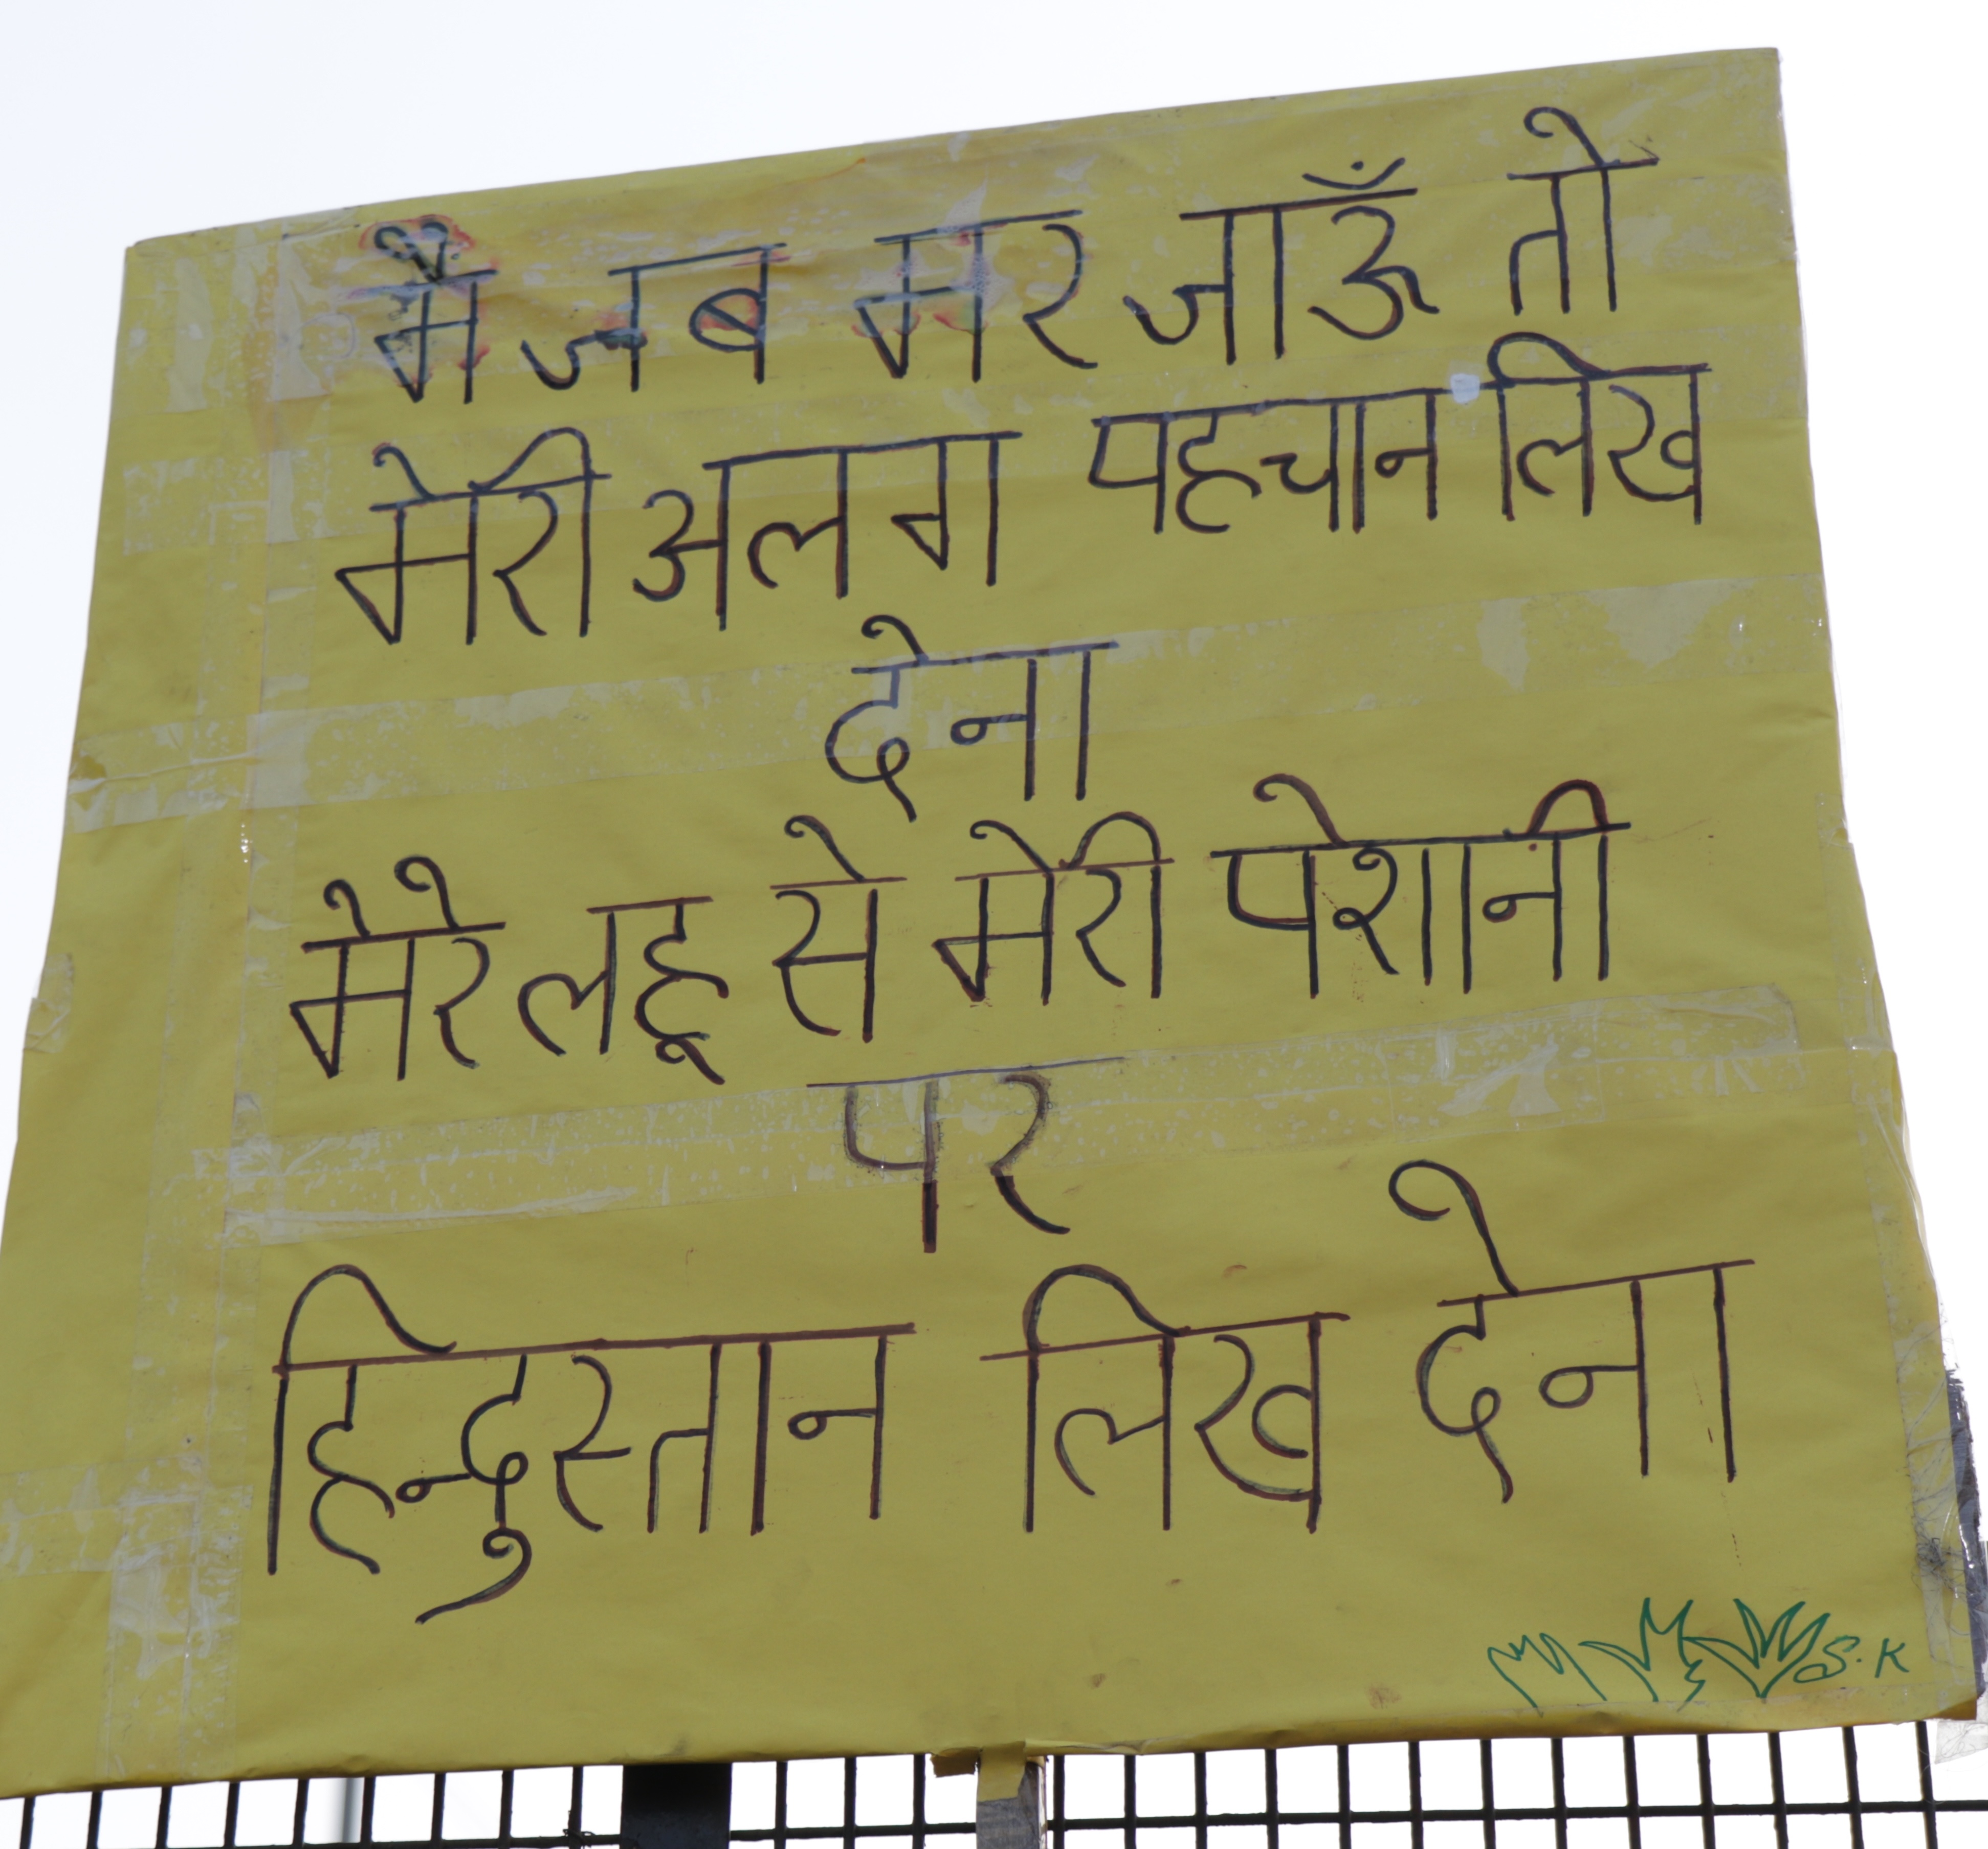 मैं जब मर जाऊँ तो
मेरी अलग पहचान लिख
देना
मेरे लहू से मेरी पेशानी
पर
हिन्दुस्तान लिख देना
S.K